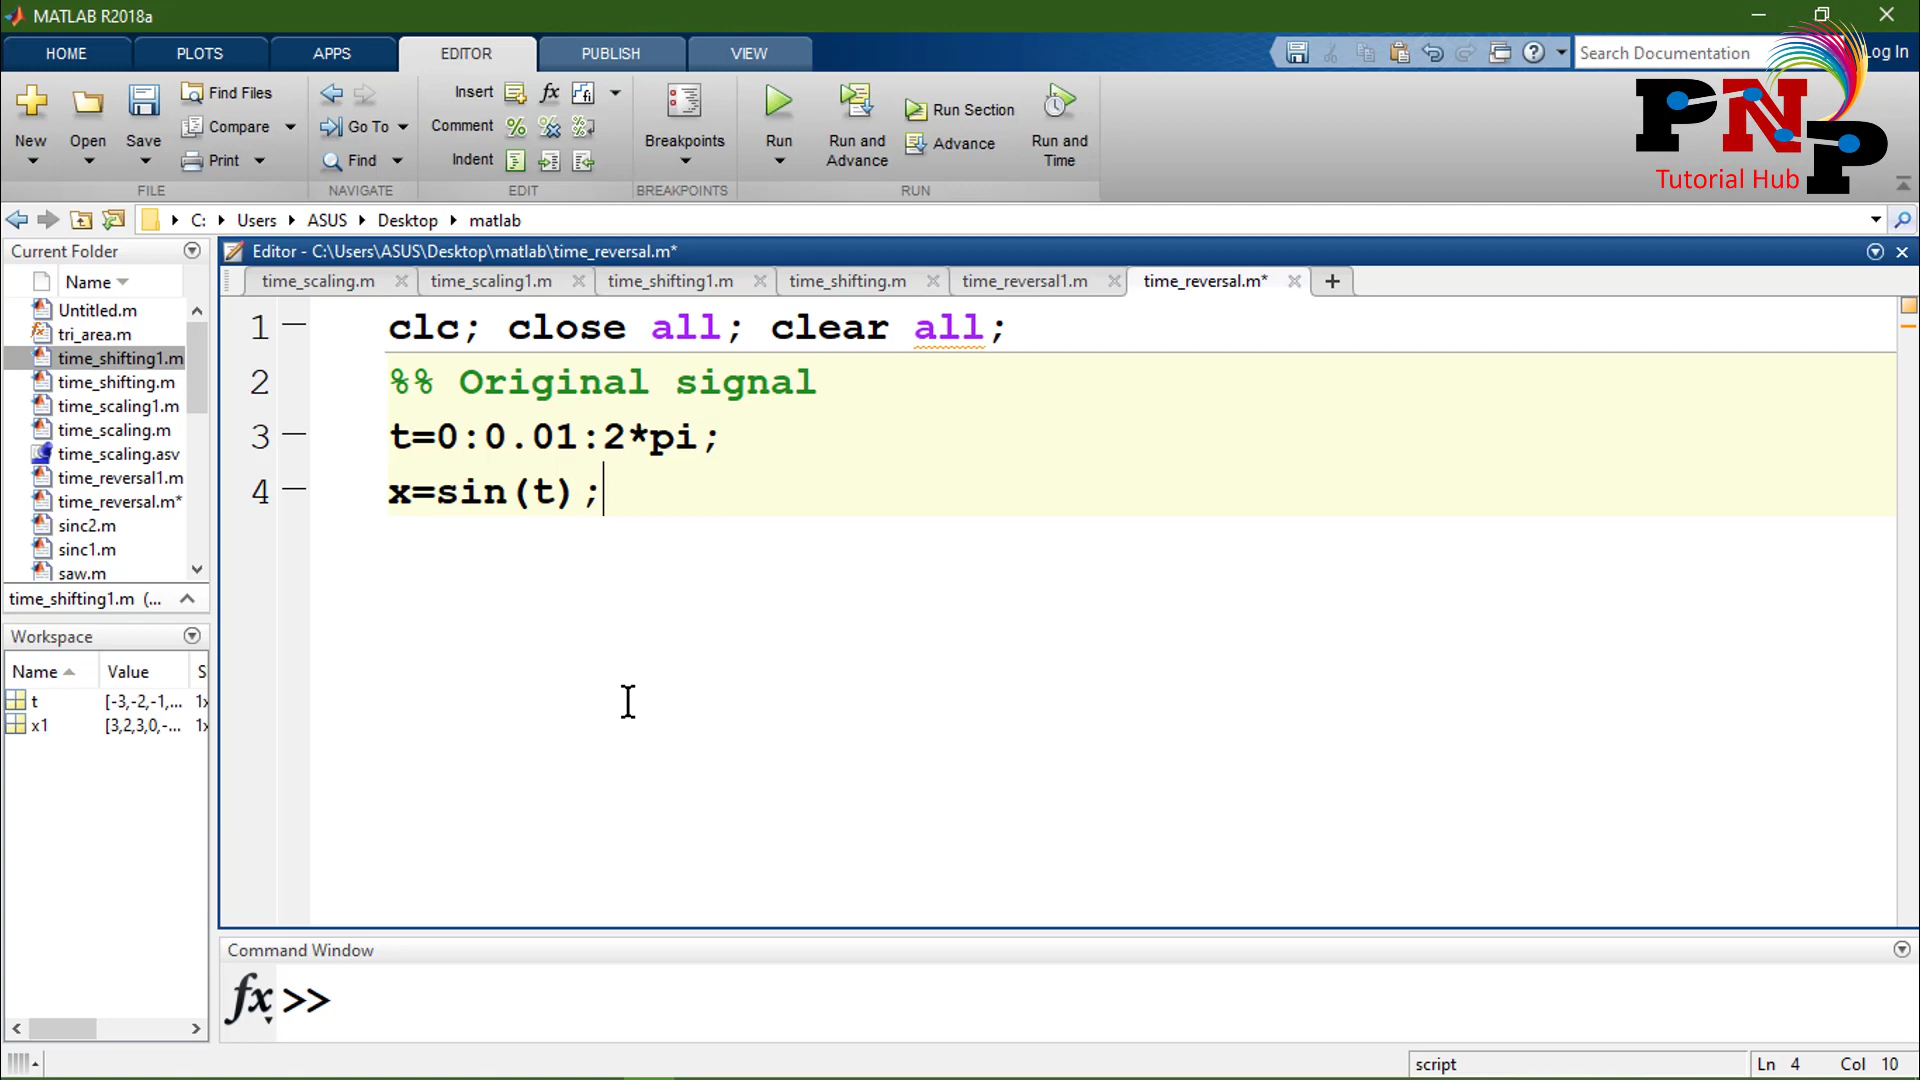 MATLAB R2018a
HOME PLOTS APPS EDITOR PUBLISH VIEW
Search Documentation Log In
New Open Save Find Files Compare Print
Go To Find
Insert fx fi
Comment
Indent
Breakpoints
Run Run and Advance Run Section Advance Run and Time
FILE NAVIGATE EDIT BREAKPOINTS RUN
PNP
Tutorial Hub
C: Users ASUS Desktop matlab
Current Folder
Name
Untitled.m
tri_area.m
time_shifting1.m
time_shifting.m
time_scaling1.m
time_scaling.m
time_scaling.asv
time_reversal1.m
time_reversal.m*
sinc2.m
sinc1.m
saw.m
time_shifting1.m (...
Workspace
Name Value S
t [-3,-2,-1,... 1x
x1 [3,2,3,0,-... 1x
Editor - C:\Users\ASUS\Desktop\matlab\time_reversal.m*
time_scaling.m time_scaling1.m time_shifting1.m time_shifting.m time_reversal1.m time_reversal.m*
1 clc; close all; clear all;
2 %% Original signal
3 t=0:0.01:2*pi;
4 x=sin(t);
Command Window
fx >>
script Ln 4 Col 10